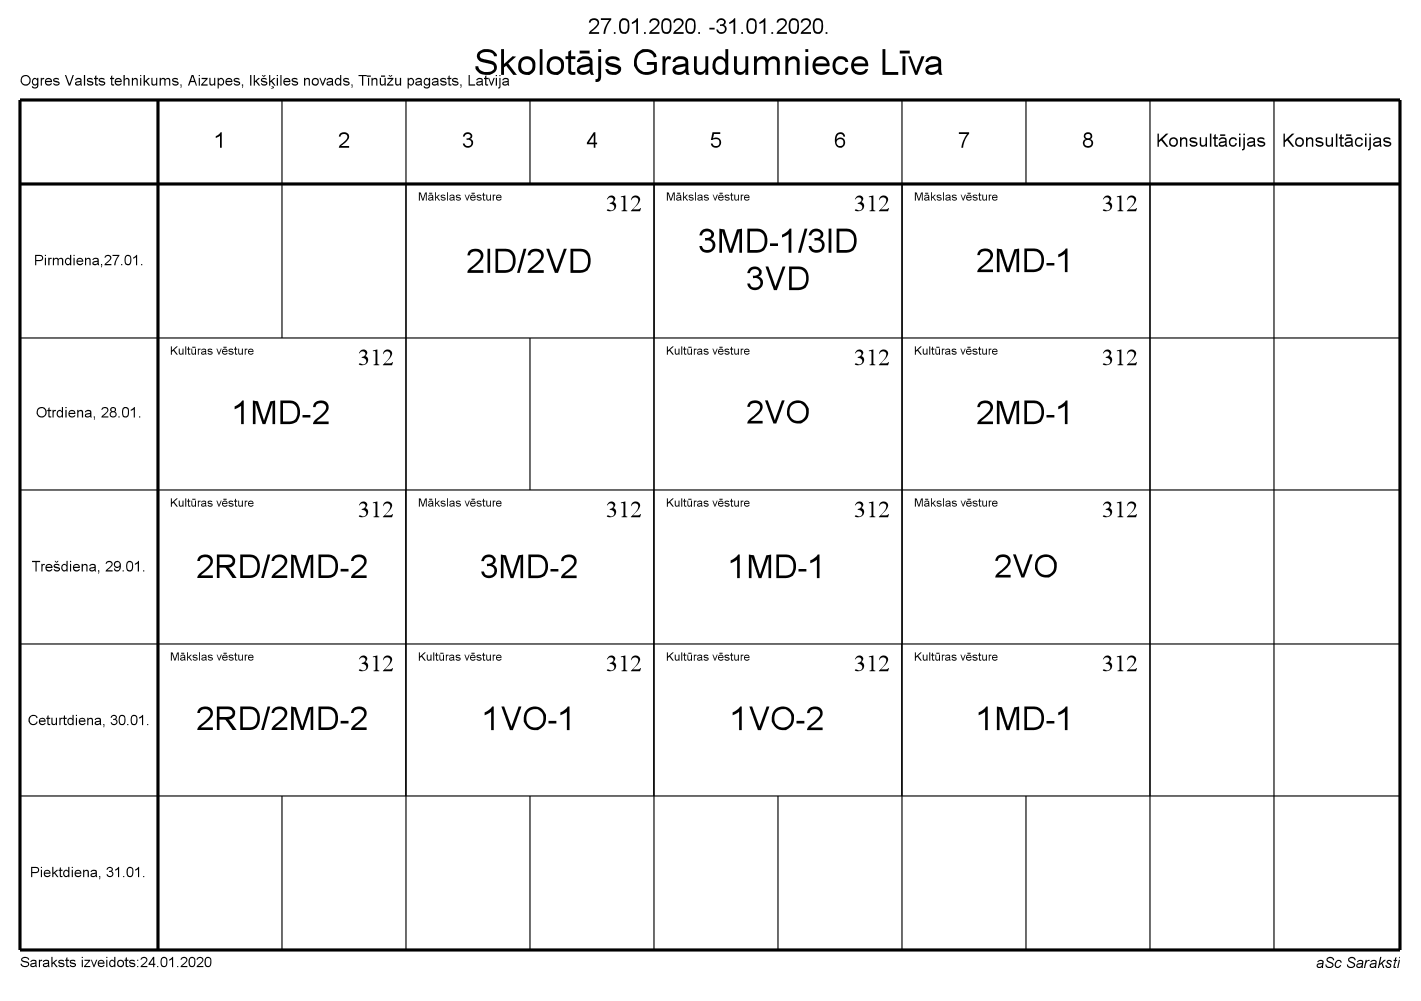 27.01.2020. -31.01.2020.
Skolotājs Graudumniece Līva
Ogres Valsts tehnikums, Aizupes, Ikšķiles novads, Tīnūžu pagasts, Latvija
1 2 3 4 5 6 7 8 Konsultācijas Konsultācijas
Pirmdiena,27.01.
Mākslas vēsture 312
2ID/2VD
Mākslas vēsture 312
3MD-1/3ID
3VD
Mākslas vēsture 312
2MD-1
Otrdiena, 28.01.
Kultūras vēsture 312
1MD-2
Kultūras vēsture 312
2VO
Kultūras vēsture 312
2MD-1
Trešdiena, 29.01.
Kultūras vēsture 312
2RD/2MD-2
Mākslas vēsture 312
3MD-2
Kultūras vēsture 312
1MD-1
Mākslas vēsture 312
2VO
Ceturtdiena, 30.01.
Mākslas vēsture 312
2RD/2MD-2
Kultūras vēsture 312
1VO-1
Kultūras vēsture 312
1VO-2
Kultūras vēsture 312
1MD-1
Piektdiena, 31.01.
Saraksts izveidots:24.01.2020
aSc Saraksti